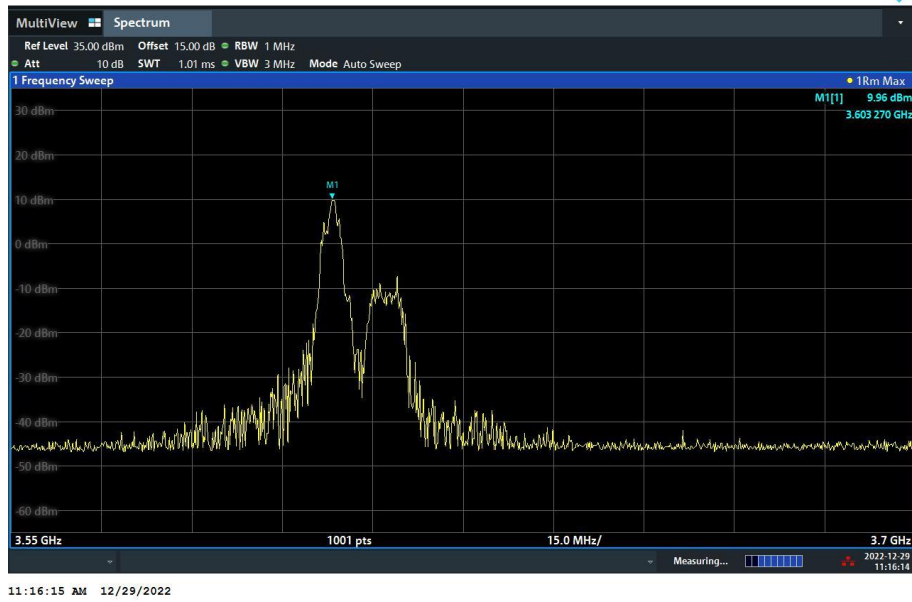 MultiView Spectrum
Ref Level 35.00 dBm Offset 15.00 dB RBW 1 MHz
Att 10 dB SWT 1.01 ms VBW 3 MHz Mode Auto Sweep
1 Frequency Sweep 1Rm Max
M1[1] 9.96 dBm
3.603 270 GHz
30 dBm
20 dBm
M1
10 dBm
0 dBm
-10 dBm
-20 dBm
-30 dBm
-40 dBm
-50 dBm
-60 dBm
3.55 GHz 1001 pts 15.0 MHz/ 3.7 GHz
Measuring... 2022-12-29
11:16:14
11:16:15 AM 12/29/2022